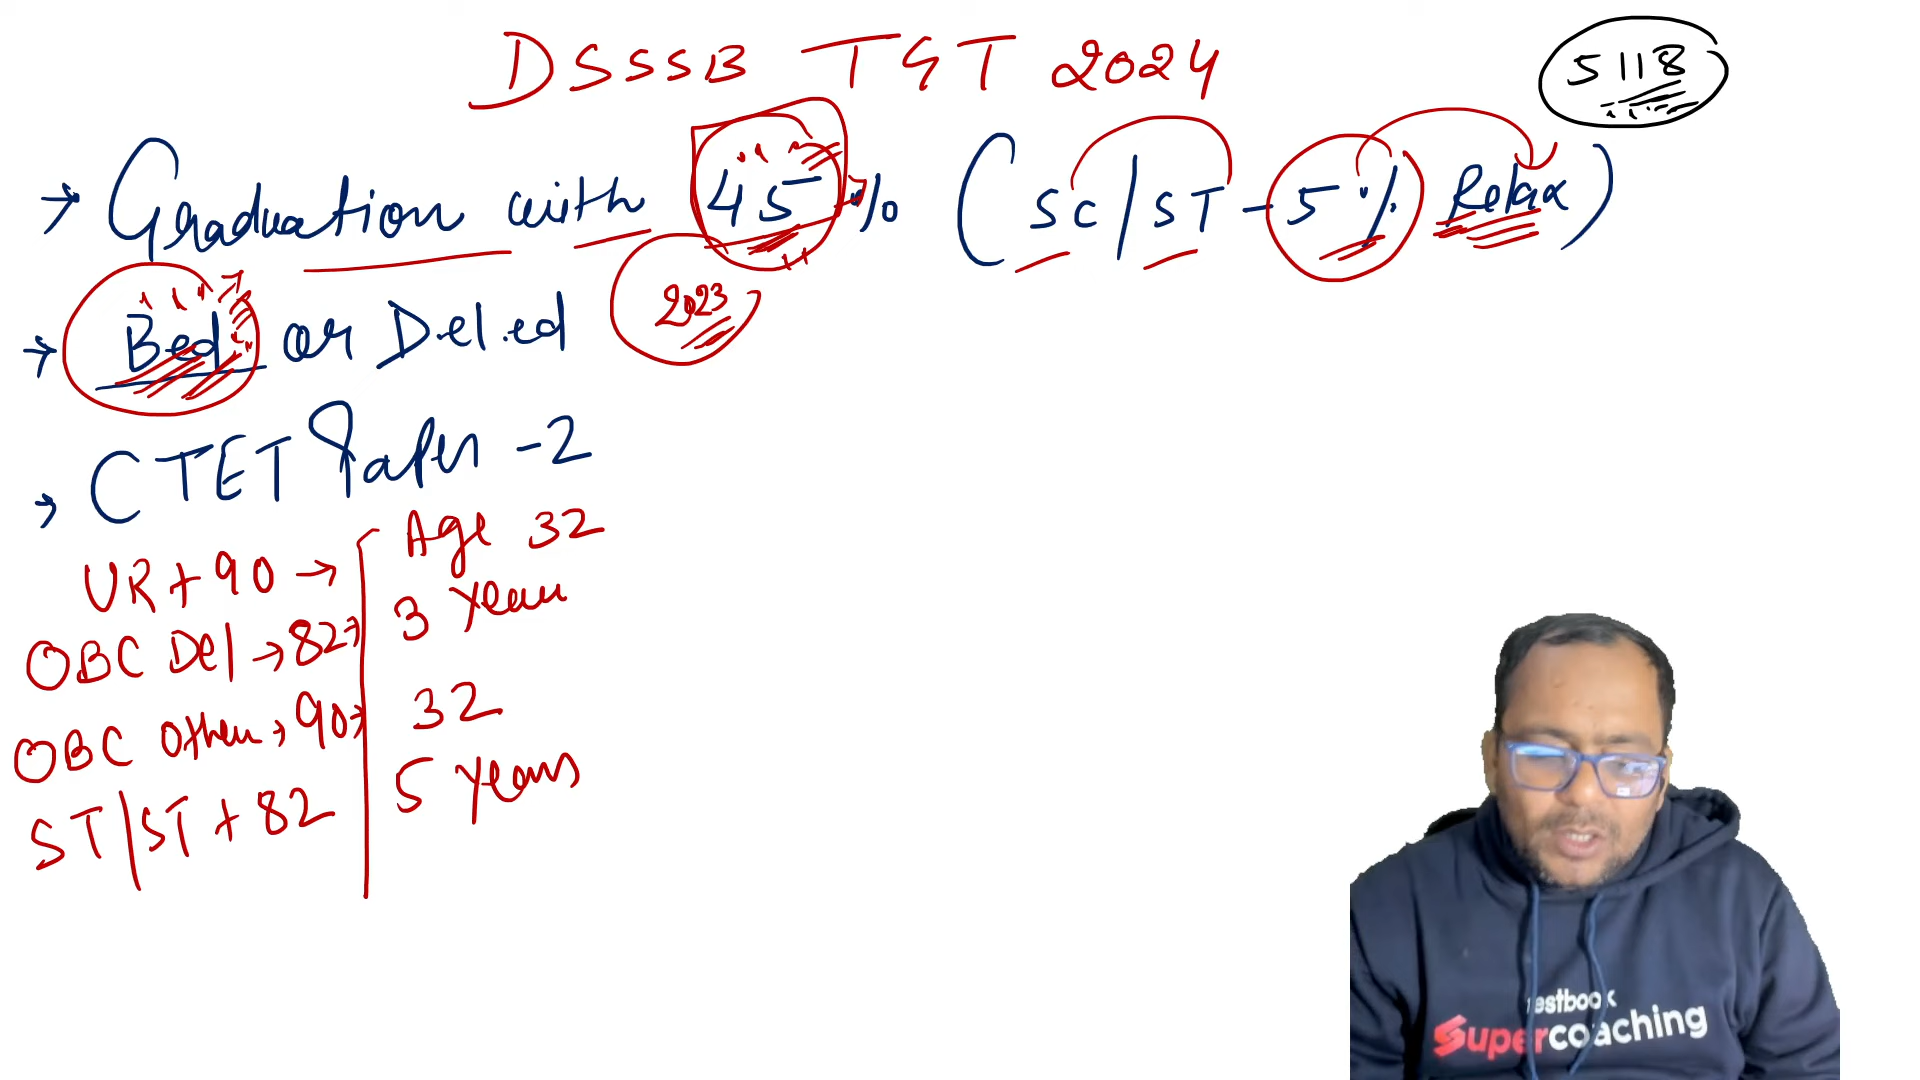 DSSSB TGT 2024
5118
→ Graduation with 45% (SC/ST - 5% Relax)
→ Bed or Del.ed 2023
→ CTET Paper - 2
UR + 90 → Age 32
OBC Del → 82 → 3 Years
OBC Other → 90 → 32
ST/ST + 82 5 Years
testbook
Supercoaching